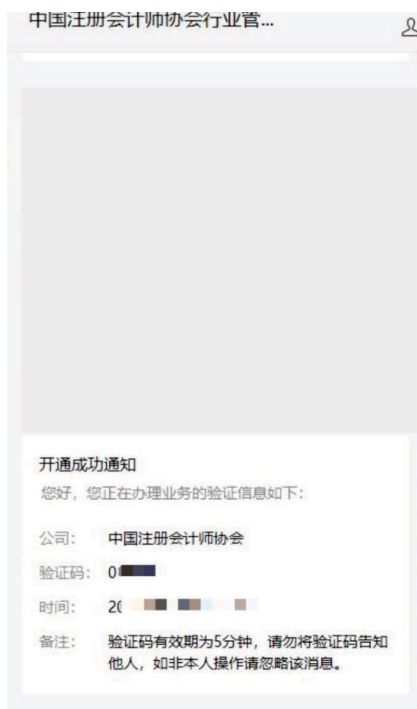 中国注册会计师协会行业管...
开通成功通知
您好，您正在办理业务的验证信息如下：
公司： 中国注册会计师协会
验证码： 0
时间： 20
备注： 验证码有效期为5分钟，请勿将验证码告知
他人，如非本人操作请忽略该消息。